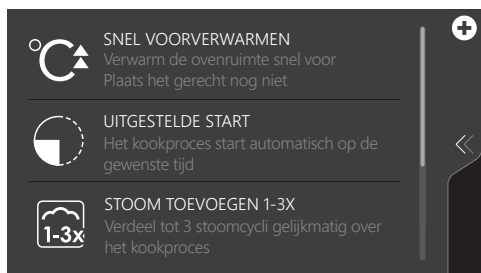 °C
SNEL VOORVERWARMEN
Verwarm de ovenruimte snel voor
Plaats het gerecht nog niet
UITGESTELDE START
Het kookproces start automatisch op de
gewenste tijd
1-3x
STOOM TOEVOEGEN 1-3X
Verdeel tot 3 stoomcycli gelijkmatig over
het kookproces